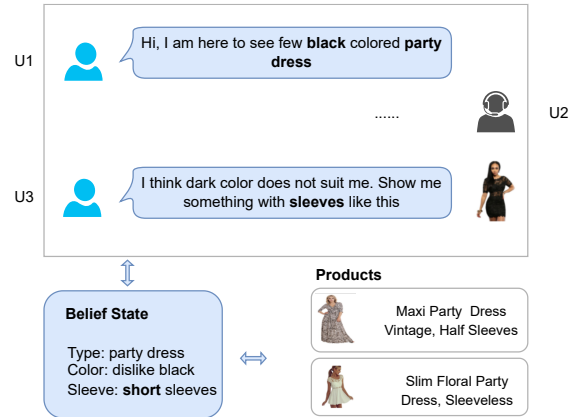 U1
Hi, I am here to see few black colored party
dress
......
U2
U3
I think dark color does not suit me. Show me
something with sleeves like this
Belief State
Type: party dress
Color: dislike black
Sleeve: short sleeves
Products
Maxi Party Dress
Vintage, Half Sleeves
Slim Floral Party
Dress, Sleeveless